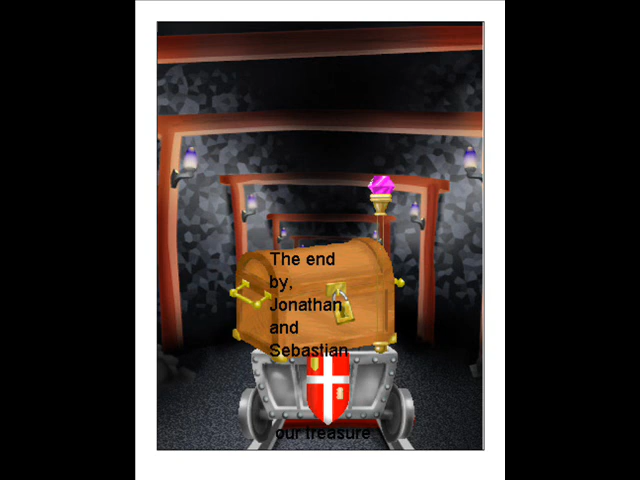 The end
by,
Jonathan
and
Sebastian
our treasure